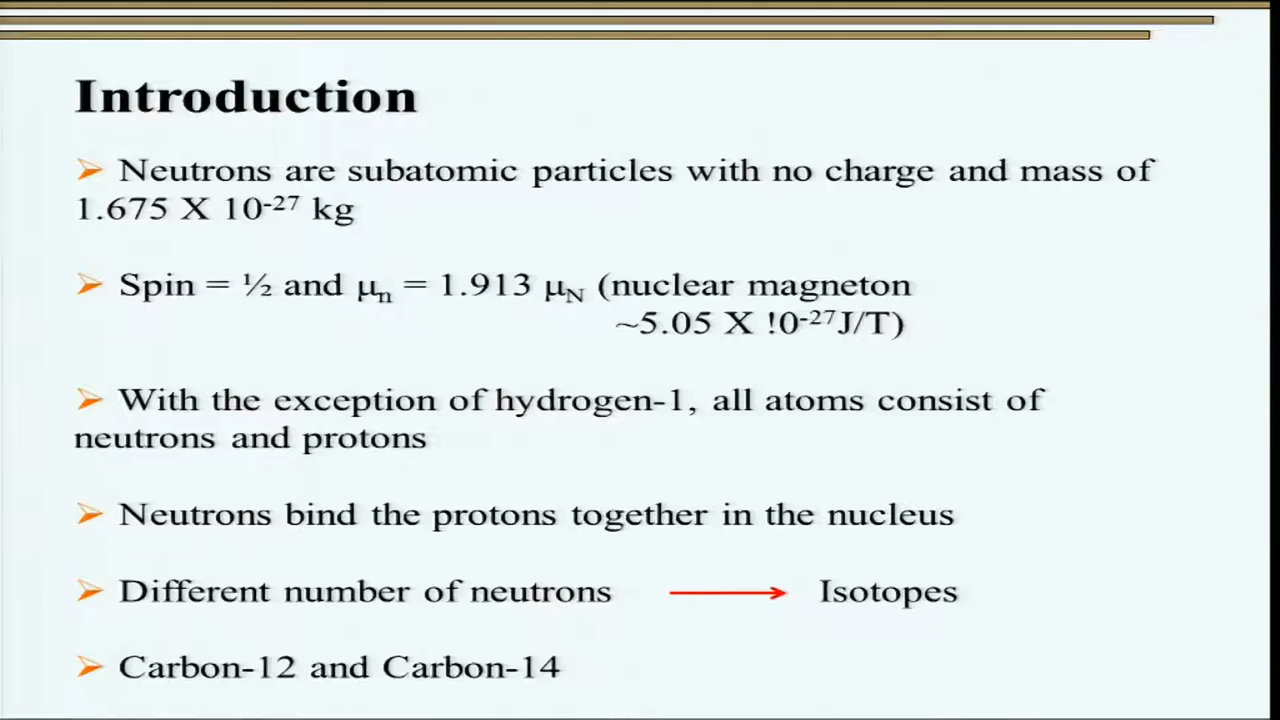 Introduction
Neutrons are subatomic particles with no charge and mass of
1.675 X 10⁻²⁷ kg
Spin = ½ and μₙ = 1.913 μ_N (nuclear magneton
~5.05 X !0⁻²⁷J/T)
With the exception of hydrogen-1, all atoms consist of
neutrons and protons
Neutrons bind the protons together in the nucleus
Different number of neutrons → Isotopes
Carbon-12 and Carbon-14